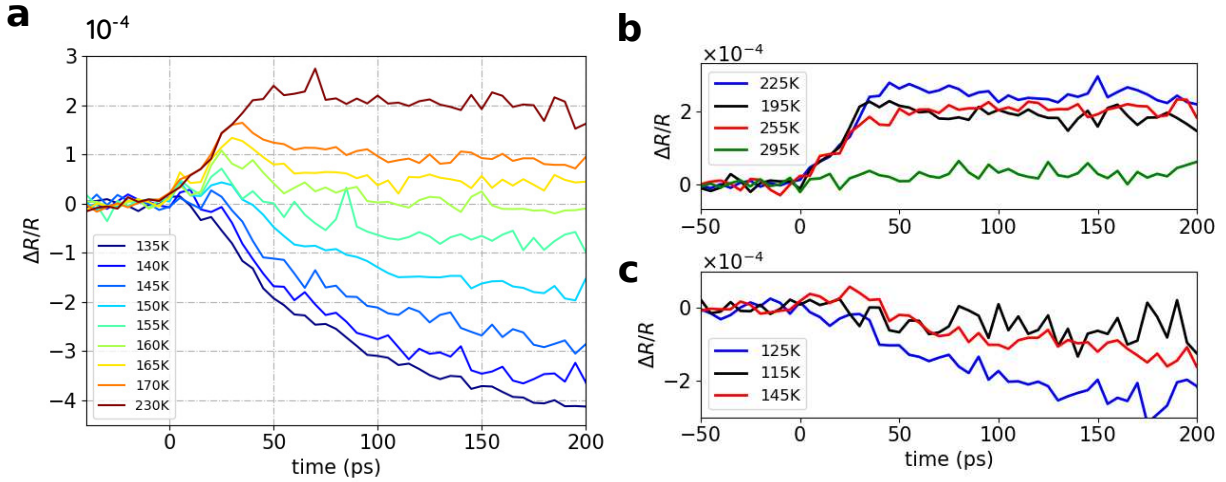 a
10⁻⁴
3
2
1
0
−1
−2
−3
−4
ΔR/R
135K
140K
145K
150K
155K
160K
165K
170K
230K
0 50 100 150 200
time (ps)
b
×10⁻⁴
2
0
ΔR/R
225K
195K
255K
295K
−50 0 50 100 150 200
c
×10⁻⁴
0
−2
ΔR/R
125K
115K
145K
−50 0 50 100 150 200
time (ps)